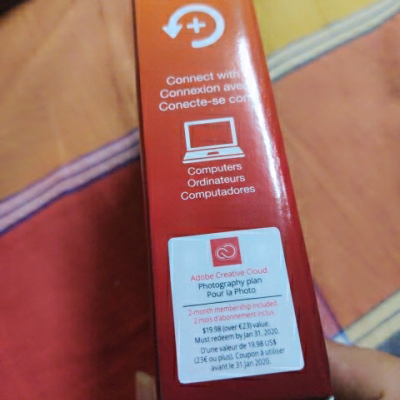 Connect with
Connexion avec
Conecte-se com
Computers
Ordinateurs
Computadores
Adobe Creative Cloud
Photography plan
Pour la Photo
2-month membership included
2 mois d'abonnement inclus
$19.98 (over €23) value.
Must redeem by Jan 31, 2020.
D'une valeur de 19.98 US$
(23€ ou plus). Coupon à utiliser
avant le 31 Jan 2020.